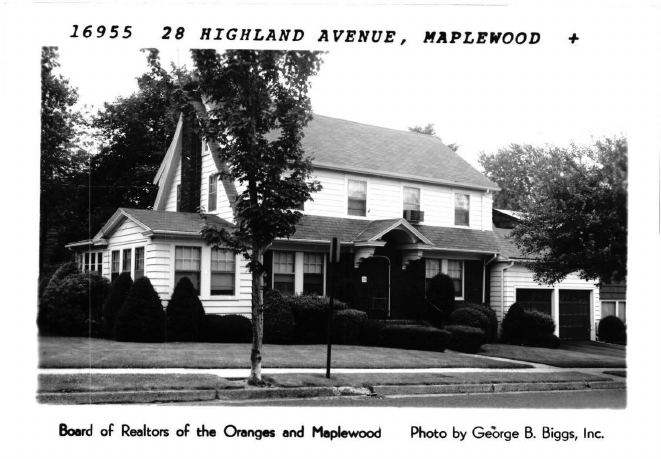 16955 28 HIGHLAND AVENUE, MAPLEWOOD +
Board of Realtors of the Oranges and Maplewood Photo by George B. Biggs, Inc.